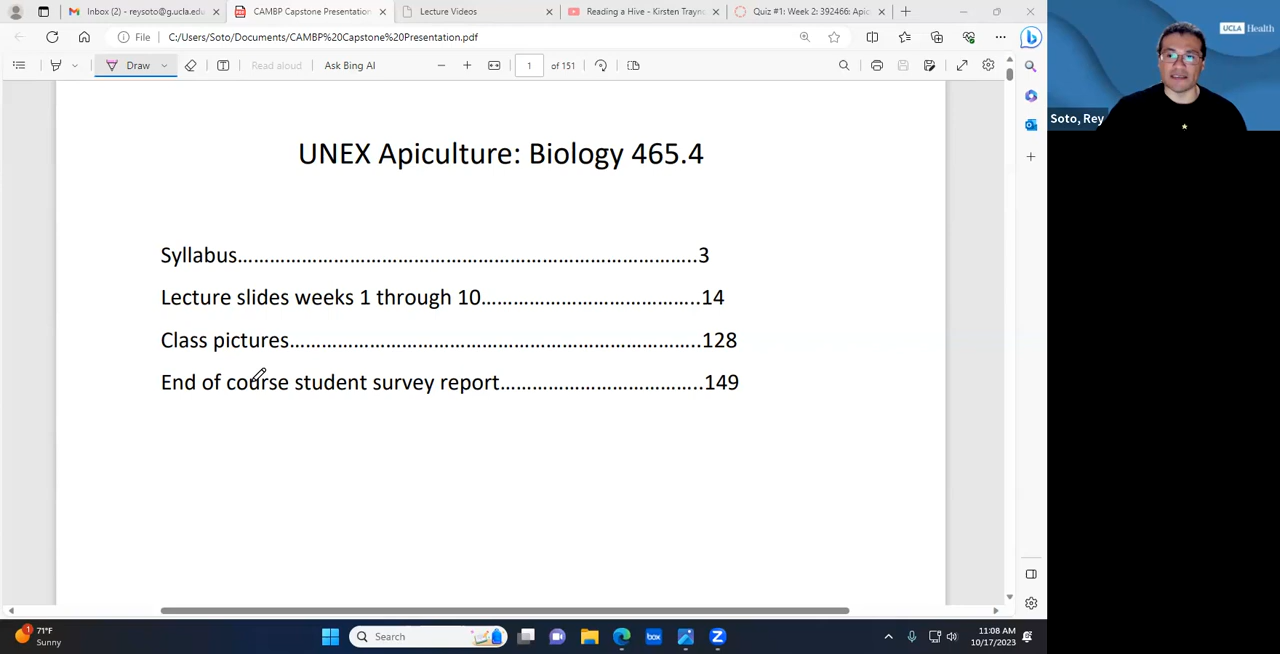 Inbox (2) - reysoto@g.ucla.edu
CAMBP Capstone Presentation
Lecture Videos
Reading a Hive - Kirsten Trayne
Quiz #1: Week 2: 392466: Apic
File
C:/Users/Soto/Documents/CAMBP%20Capstone%20Presentation.pdf
Draw
Read aloud
Ask Bing AI
1
of 151
UCLA Health
Soto, Rey
UNEX Apiculture: Biology 465.4
Syllabus………………………………………………………………………..3
Lecture slides weeks 1 through 10…………………………………..14
Class pictures…………………………………………………………………..128
End of course student survey report………………………………..149
1
71°F
Sunny
Search
box
11:08 AM
10/17/2023